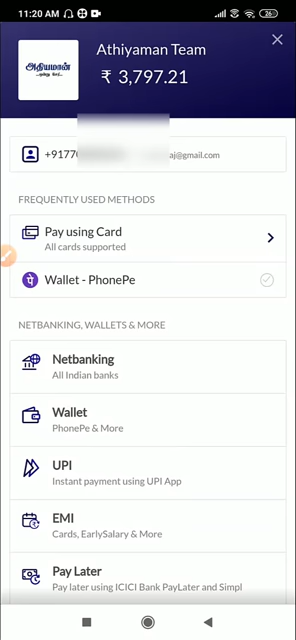 11:20 AM
26
அதியமான்
Athiyaman Team
₹ 3,797.21
+9177
aj@gmail.com
FREQUENTLY USED METHODS
Pay using Card
All cards supported
Wallet - PhonePe
NETBANKING, WALLETS & MORE
Netbanking
All Indian banks
Wallet
PhonePe & More
UPI
Instant payment using UPI App
EMI
Cards, EarlySalary & More
Pay Later
Pay later using ICICI Bank PayLater and Simpl